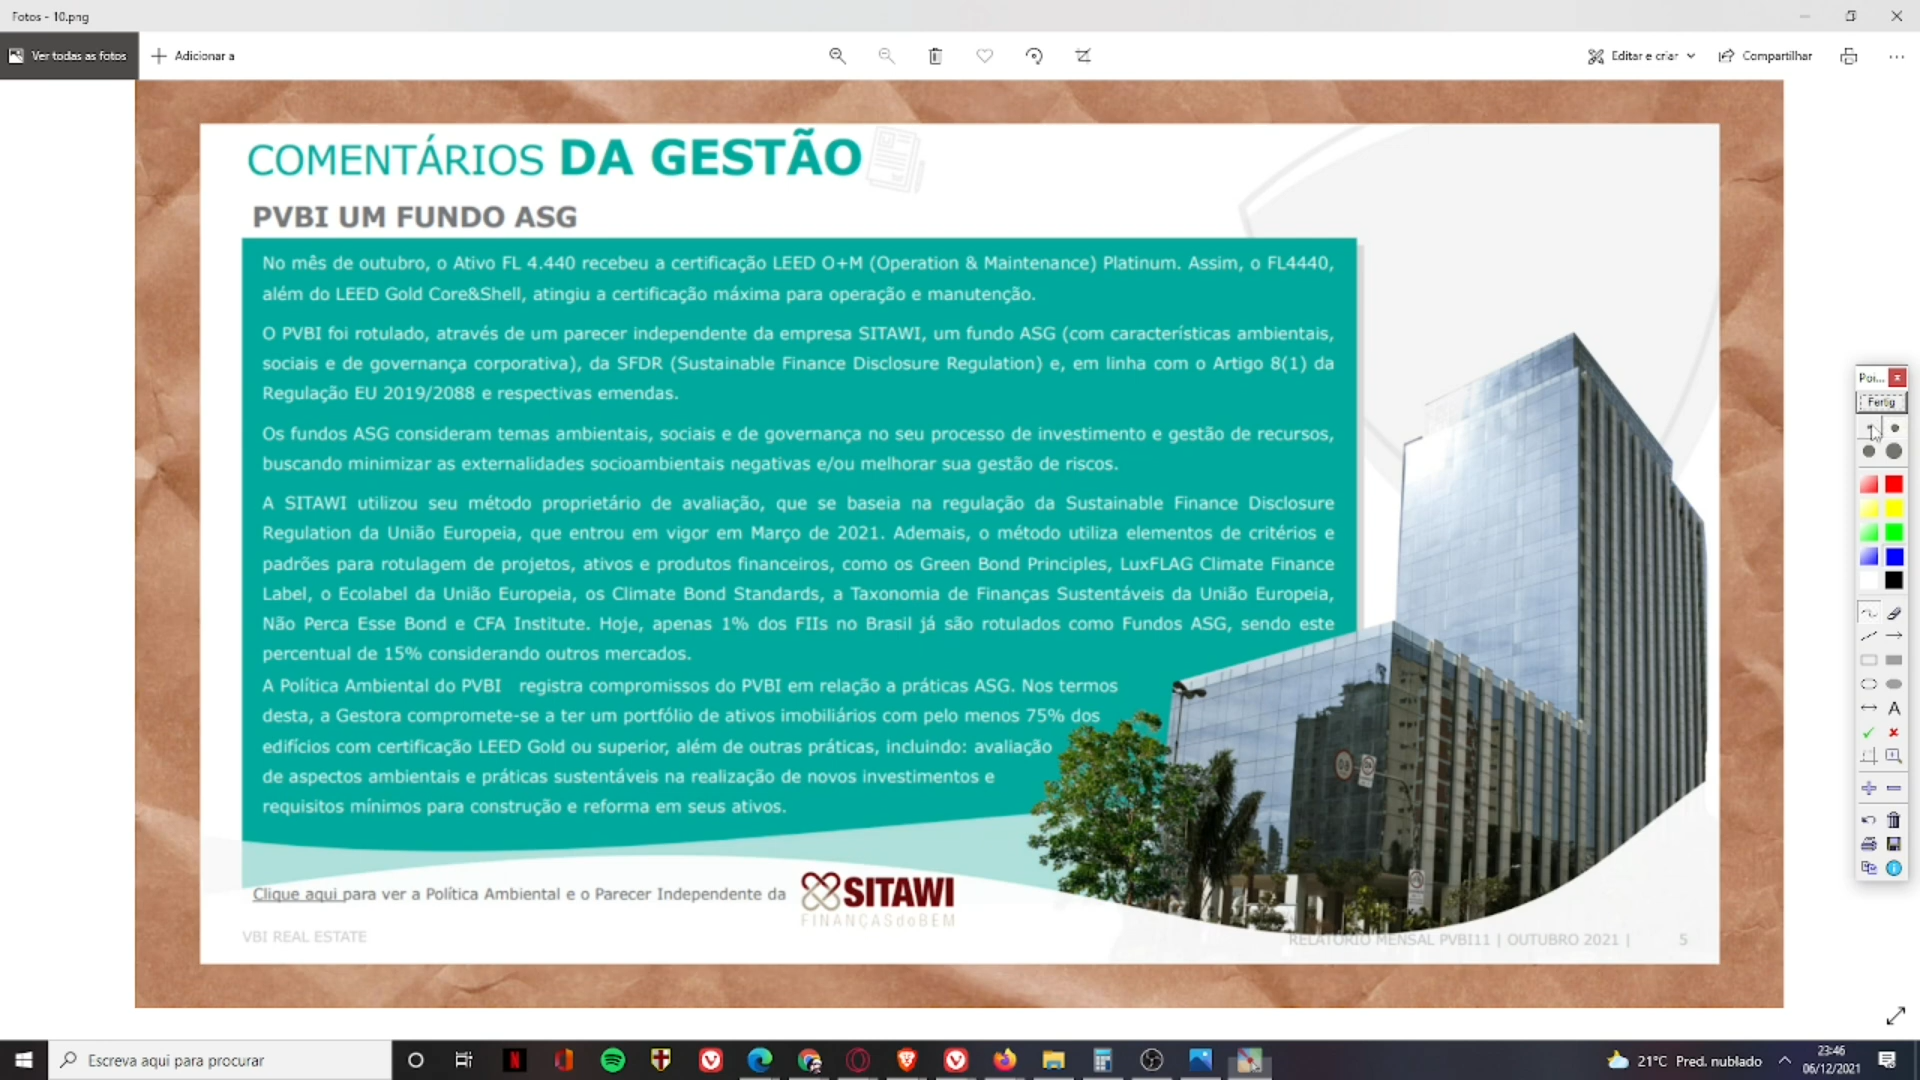 Fotos - 10.png
Ver todas as fotos
Adicionar a
Editar e criar
Compartilhar
COMENTÁRIOS DA GESTÃO
PVBI UM FUNDO ASG
No mês de outubro, o Ativo FL 4.440 recebeu a certificação LEED O+M (Operation & Maintenance) Platinum. Assim, o FL4440,
além do LEED Gold Core&Shell, atingiu a certificação máxima para operação e manutenção.
O PVBI foi rotulado, através de um parecer independente da empresa SITAWI, um fundo ASG (com características ambientais,
sociais e de governança corporativa), da SFDR (Sustainable Finance Disclosure Regulation) e, em linha com o Artigo 8(1) da
Regulação EU 2019/2088 e respectivas emendas.
Os fundos ASG consideram temas ambientais, sociais e de governança no seu processo de investimento e gestão de recursos,
buscando minimizar as externalidades socioambientais negativas e/ou melhorar sua gestão de riscos.
A SITAWI utilizou seu método proprietário de avaliação, que se baseia na regulação da Sustainable Finance Disclosure
Regulation da União Europeia, que entrou em vigor em Março de 2021. Ademais, o método utiliza elementos de critérios e
padrões para rotulagem de projetos, ativos e produtos financeiros, como os Green Bond Principles, LuxFLAG Climate Finance
Label, o Ecolabel da União Europeia, os Climate Bond Standards, a Taxonomia de Finanças Sustentáveis da União Europeia,
Não Perca Esse Bond e CFA Institute. Hoje, apenas 1% dos FIIs no Brasil já são rotulados como Fundos ASG, sendo este
percentual de 15% considerando outros mercados.
A Política Ambiental do PVBI registra compromissos do PVBI em relação a práticas ASG. Nos termos
desta, a Gestora compromete-se a ter um portfólio de ativos imobiliários com pelo menos 75% dos
edifícios com certificação LEED Gold ou superior, além de outras práticas, incluindo: avaliação
de aspectos ambientais e práticas sustentáveis na realização de novos investimentos e
requisitos mínimos para construção e reforma em seus ativos.
Clique aqui para ver a Política Ambiental e o Parecer Independente da
SITAWI
FINANÇAS do BEM
VBI REAL ESTATE
RELATÓRIO MENSAL PVBI11 | OUTUBRO 2021 | 5
Poi...
Fertig
A
Escreva aqui para procurar
21°C Pred. nublado
23:46
06/12/2021